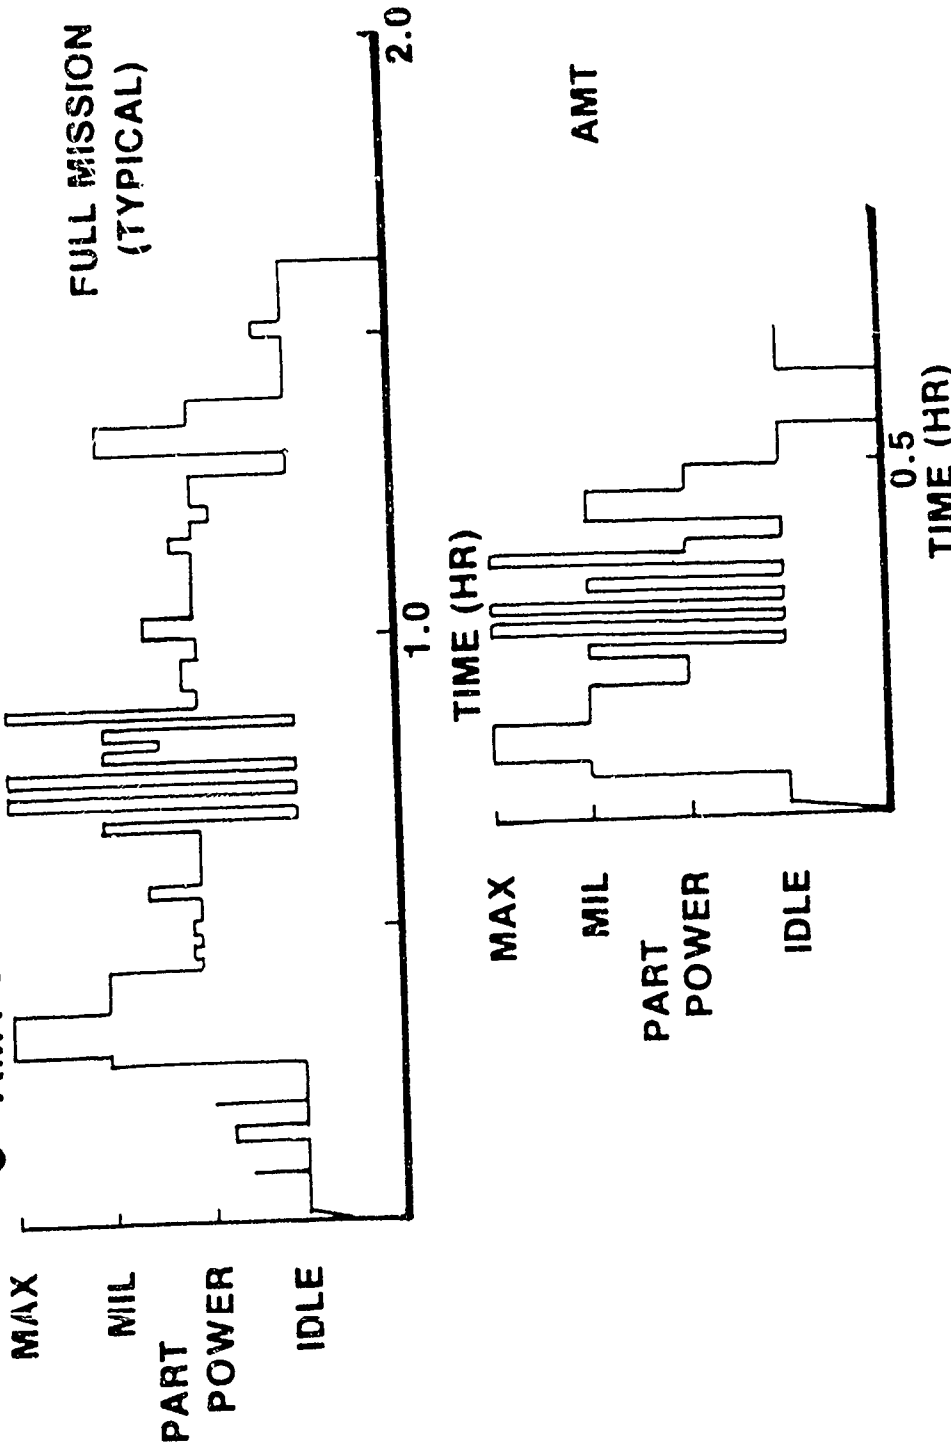 FULL MISSION
(TYPICAL)
MAX
MIL
PART
POWER
IDLE
1.0
2.0
TIME (HR)
AMT
MAX
MIL
PART
POWER
IDLE
0.5
TIME (HR)